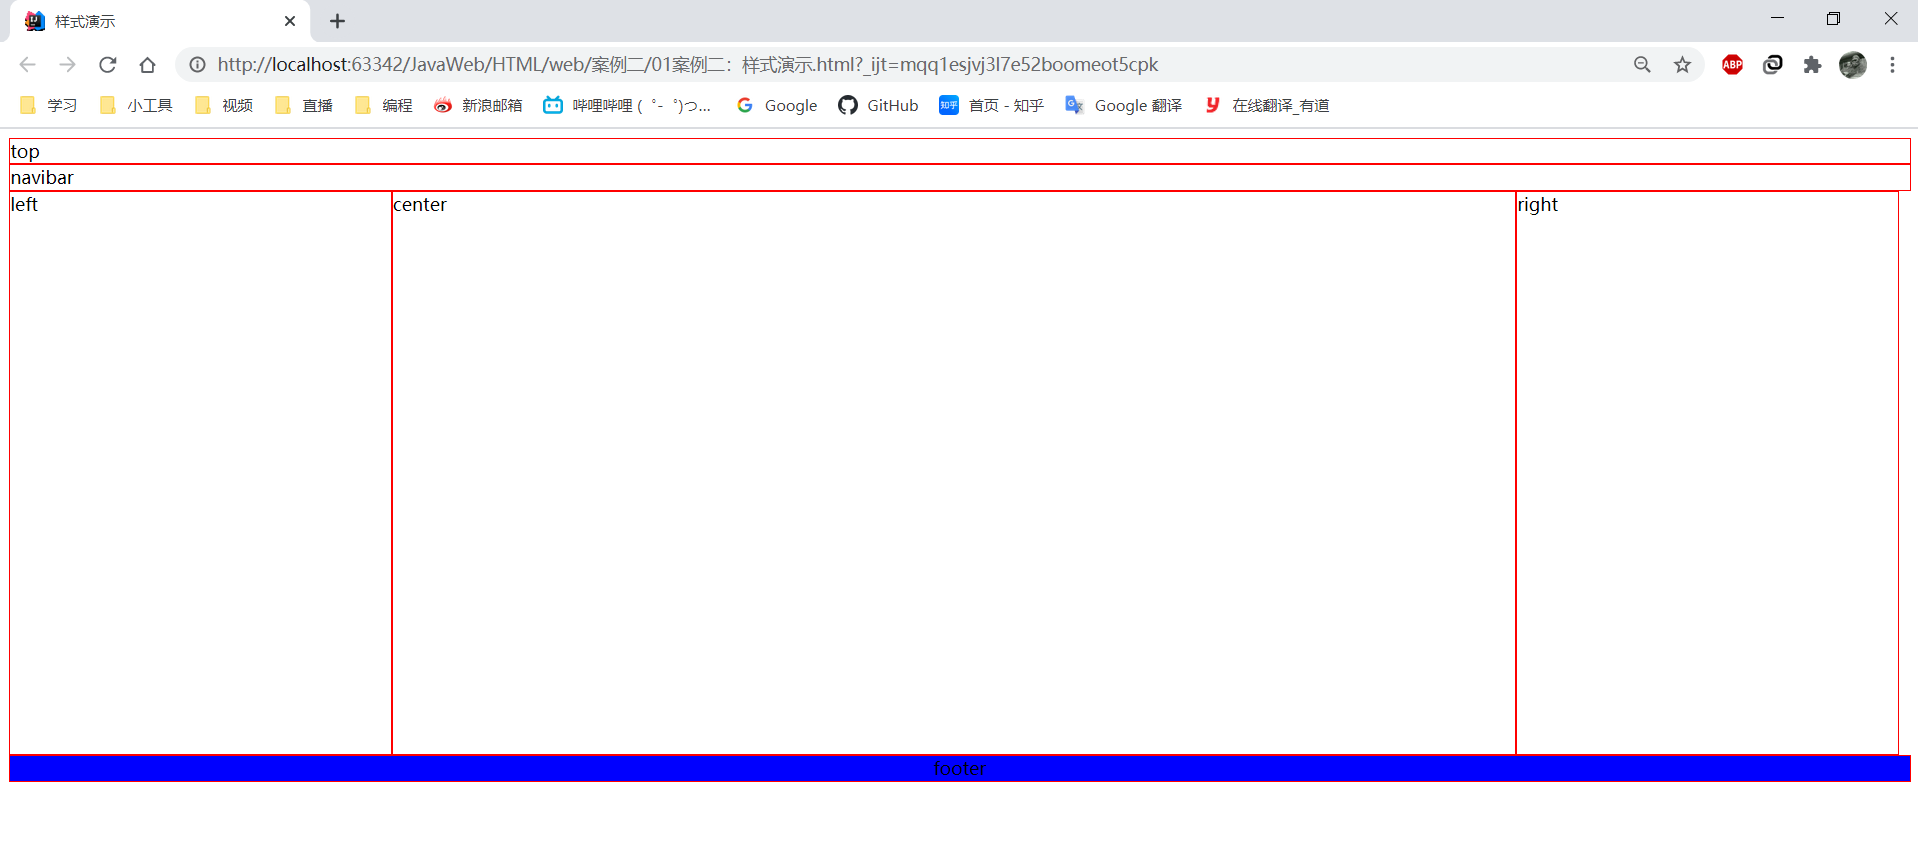 样式演示
http://localhost:63342/JavaWeb/HTML/web/案例二/01案例二：样式演示.html?_ijt=mqq1esjvj3l7e52boomeot5cpk
ABP
学习 小工具 视频 直播 编程 新浪邮箱 哔哩哔哩 ( ゜- ゜)つ... Google GitHub 知乎 首页 - 知乎 Google 翻译 y 在线翻译_有道
top
navibar
left center right
footer